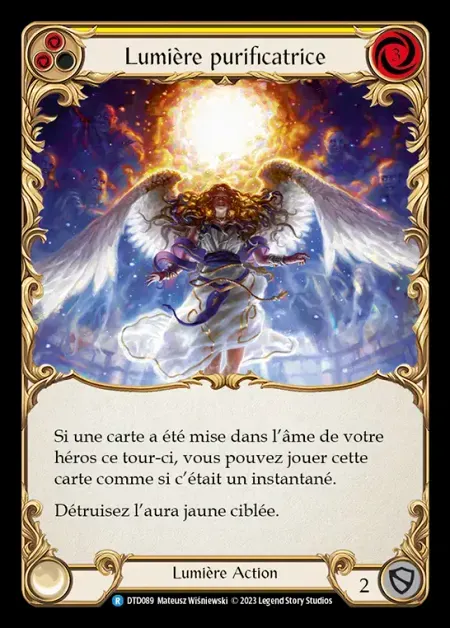 Lumière purificatrice
3
Si une carte a été mise dans l'âme de votre
héros ce tour-ci, vous pouvez jouer cette
carte comme si c'était un instantané.
Détruisez l'aura jaune ciblée.
Lumière Action
2
R DTD089 Mateusz Wiśniewski © 2023 Legend Story Studios